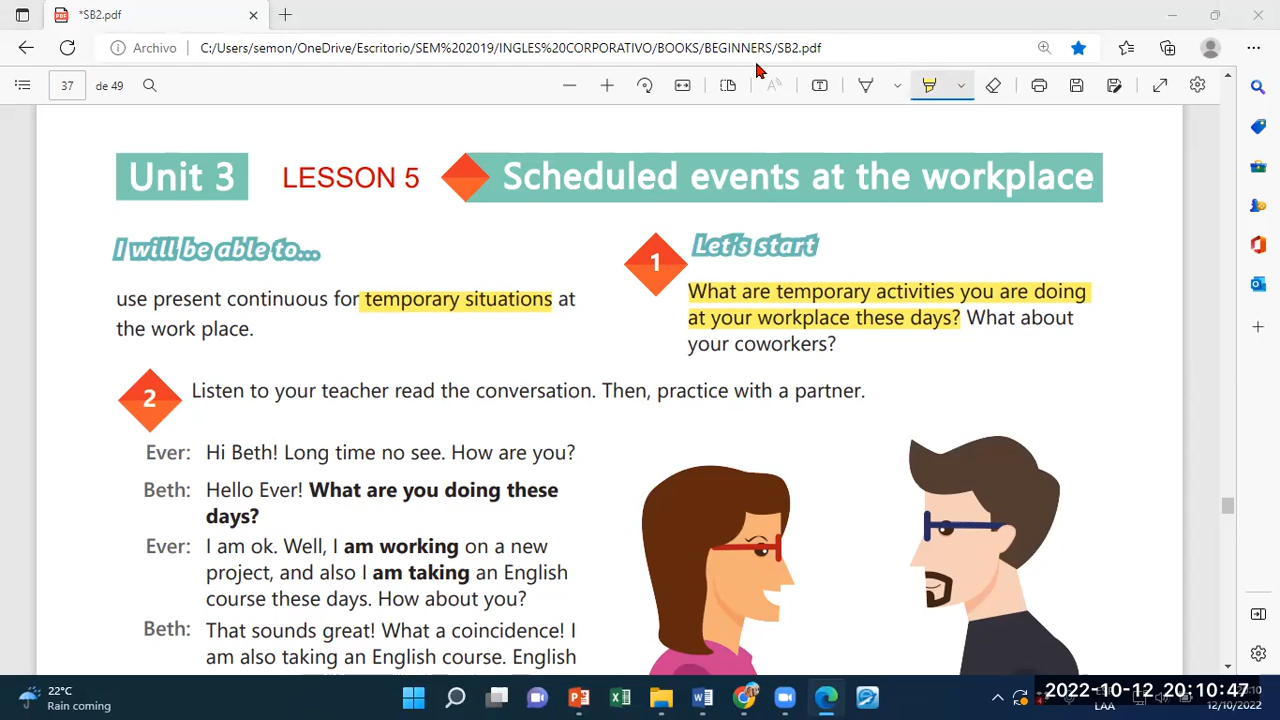 *SB2.pdf
Archivo
C:/Users/semon/OneDrive/Escritorio/SEM%202019/INGLES%20CORPORATIVO/BOOKS/BEGINNERS/SB2.pdf
37
de 49
Unit 3
LESSON 5
Scheduled events at the workplace
I will be able to...
use present continuous for temporary situations at
the work place.
1
Let's start
What are temporary activities you are doing
at your workplace these days? What about
your coworkers?
2
Listen to your teacher read the conversation. Then, practice with a partner.
Ever: Hi Beth! Long time no see. How are you?
Beth: Hello Ever! What are you doing these
days?
Ever: I am ok. Well, I am working on a new
project, and also I am taking an English
course these days. How about you?
Beth: That sounds great! What a coincidence! I
am also taking an English course. English
22°C
Rain coming
LAA
2022-10-12 20:10:47
12/10/2022